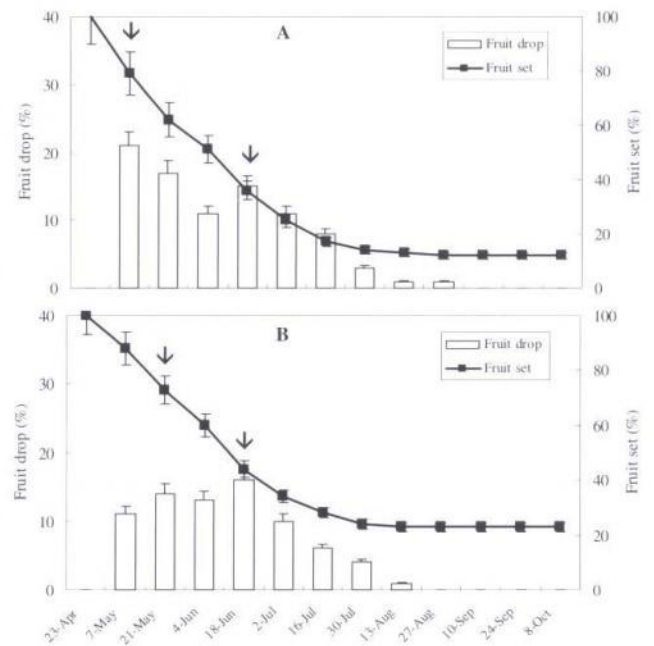 40
30
20
10
0
Fruit drop (%)
A
Fruit drop
Fruit set
100
80
60
40
20
0
Fruit set (%)
40
30
20
10
0
Fruit drop (%)
B
Fruit drop
Fruit set
100
80
60
40
20
0
Fruit set (%)
23-Apr
7-May
21-May
4-Jun
18-Jun
2-Jul
16-Jul
30-Jul
13-Aug
27-Aug
10-Sep
24-Sep
8-Oct